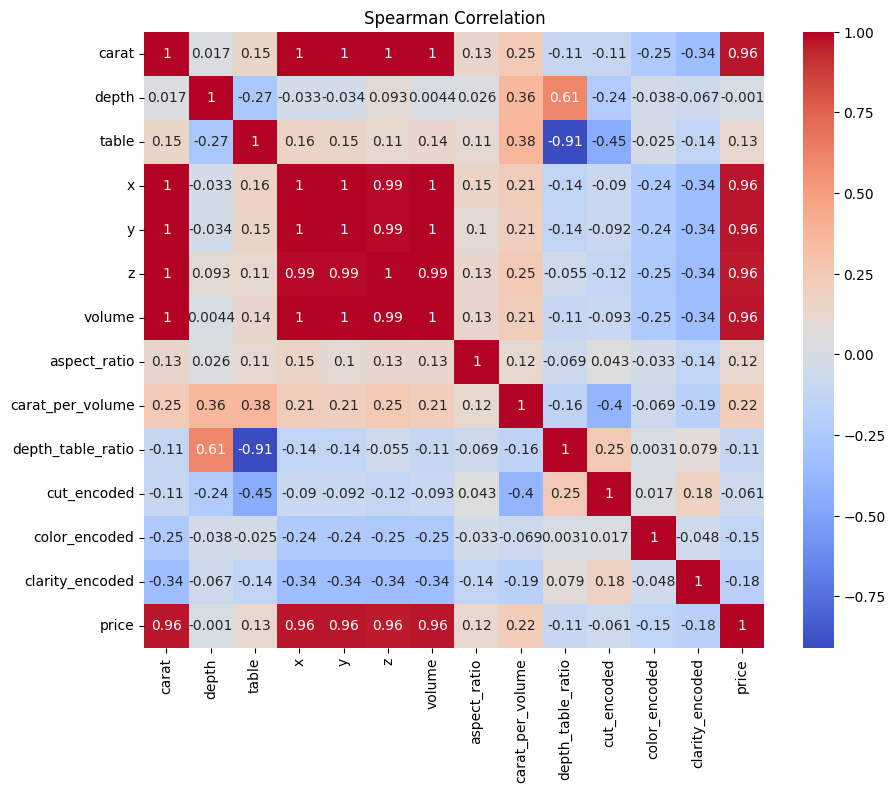 Spearman Correlation
carat 1 0.017 0.15 1 1 1 1 0.13 0.25 -0.11 -0.11 -0.25 -0.34 0.96
depth 0.017 1 -0.27 -0.033 -0.034 0.093 0.0044 0.026 0.36 0.61 -0.24 -0.038 -0.067 -0.001
table 0.15 -0.27 1 0.16 0.15 0.11 0.14 0.11 0.38 -0.91 -0.45 -0.025 -0.14 0.13
x 1 -0.033 0.16 1 1 0.99 1 0.15 0.21 -0.14 -0.09 -0.24 -0.34 0.96
y 1 -0.034 0.15 1 1 0.99 1 0.1 0.21 -0.14 -0.092 -0.24 -0.34 0.96
z 1 0.093 0.11 0.99 0.99 1 0.99 0.13 0.25 -0.055 -0.12 -0.25 -0.34 0.96
volume 1 0.0044 0.14 1 1 0.99 1 0.13 0.21 -0.11 -0.093 -0.25 -0.34 0.96
aspect_ratio 0.13 0.026 0.11 0.15 0.1 0.13 0.13 1 0.12 -0.069 0.043 -0.033 -0.14 0.12
carat_per_volume 0.25 0.36 0.38 0.21 0.21 0.25 0.21 0.12 1 -0.16 -0.4 -0.069 -0.19 0.22
depth_table_ratio -0.11 0.61 -0.91 -0.14 -0.14 -0.055 -0.11 -0.069 -0.16 1 0.25 0.0031 0.079 -0.11
cut_encoded -0.11 -0.24 -0.45 -0.09 -0.092 -0.12 -0.093 0.043 -0.4 0.25 1 0.017 0.18 -0.061
color_encoded -0.25 -0.038 -0.025 -0.24 -0.24 -0.25 -0.25 -0.033 -0.069 0.0031 0.017 1 -0.048 -0.15
clarity_encoded -0.34 -0.067 -0.14 -0.34 -0.34 -0.34 -0.34 -0.14 -0.19 0.079 0.18 -0.048 1 -0.18
price 0.96 -0.001 0.13 0.96 0.96 0.96 0.96 0.12 0.22 -0.11 -0.061 -0.15 -0.18 1
carat depth table x y z volume aspect_ratio carat_per_volume depth_table_ratio cut_encoded color_encoded clarity_encoded price
1.00
0.75
0.50
0.25
0.00
−0.25
−0.50
−0.75